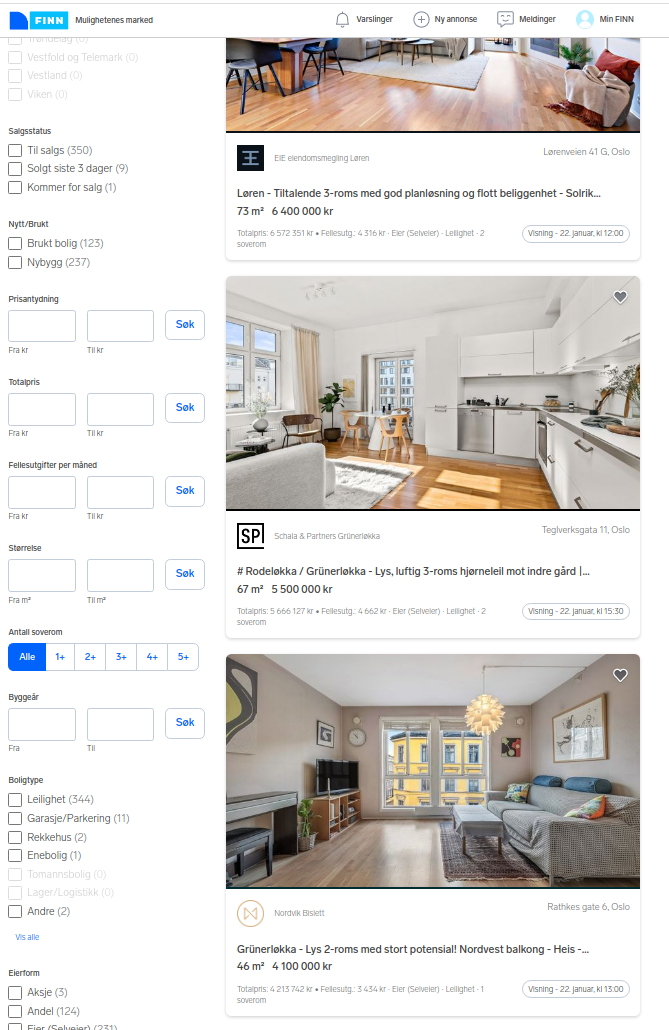 FINN
Mulighetenes marked
Varslinger
Ny annonse
Meldinger
Min FINN
Trøndelag (0)
Vestfold og Telemark (0)
Vestland (0)
Viken (0)
Salgsstatus
Til salgs (350)
Solgt siste 3 dager (9)
Kommer for salg (1)
Nytt/Brukt
Brukt bolig (123)
Nybygg (237)
Prisantydning
Søk
Fra kr
Til kr
Totalpris
Søk
Fra kr
Til kr
Fellesutgifter per måned
Søk
Fra kr
Til kr
Størrelse
Søk
Fra m²
Til m²
Antall soverom
Alle
1+
2+
3+
4+
5+
Byggeår
Søk
Fra
Til
Boligtype
Leilighet (344)
Garasje/Parkering (11)
Rekkehus (2)
Enebolig (1)
Tomannsbolig (0)
Lager/Logistikk (0)
Andre (2)
Vis alle
Eierform
Aksje (3)
Andel (124)
Eier (Selveier) (231)
EIE eiendomsmegling Løren
Lørenveien 41 G, Oslo
Løren - Tiltalende 3-roms med god planløsning og flott beliggenhet - Solrik...
73 m² 6 400 000 kr
Totalpris: 6 572 351 kr • Fellesutg.: 4 316 kr · Eier (Selveier) · Leilighet · 2
soverom
Visning - 22. januar, kl 12:00
SP|
Schala & Partners Grünerløkka
Teglverksgata 11, Oslo
# Rodeløkka / Grünerløkka - Lys, luftig 3-roms hjørneleil mot indre gård |...
67 m² 5 500 000 kr
Totalpris: 5 666 127 kr • Fellesutg.: 4 662 kr · Eier (Selveier) · Leilighet · 2
soverom
Visning - 22. januar, kl 15:30
Nordvik Bislett
Rathkes gate 6, Oslo
Grünerløkka - Lys 2-roms med stort potensial! Nordvest balkong - Heis -...
46 m² 4 100 000 kr
Totalpris: 4 213 742 kr • Fellesutg.: 3 434 kr · Eier (Selveier) · Leilighet · 1
soverom
Visning - 22. januar, kl 13:00